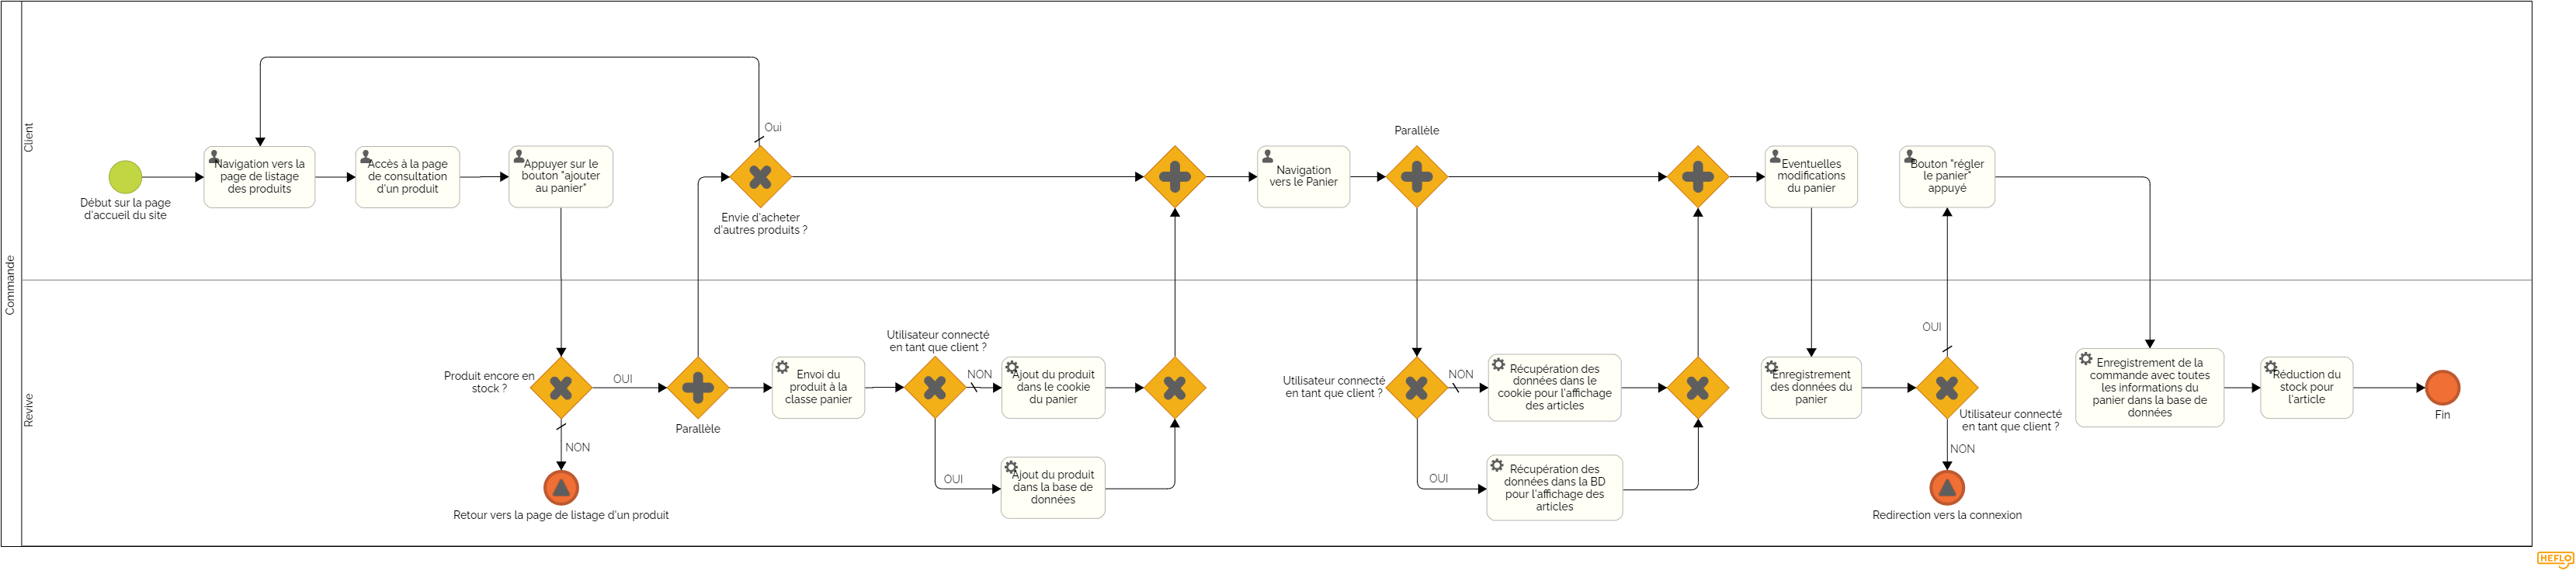 Commande
Client
Revive
Début sur la page
d'accueil du site
Navigation vers la
page de listage
des produits
Accès à la page
de consultation
d'un produit
Appuyer sur le
bouton "ajouter
au panier"
Oui
Envie d'acheter
d'autres produits ?
Navigation
vers le Panier
Parallèle
Eventuelles
modifications
du panier
Bouton "régler
le panier"
appuyé
Produit encore en
stock ?
OUI
NON
Retour vers la page de listage d'un produit
Parallèle
Envoi du
produit à la
classe panier
Utilisateur connecté
en tant que client ?
NON
OUI
Ajout du produit
dans le cookie
du panier
Ajout du produit
dans la base de
données
Utilisateur connecté
en tant que client ?
NON
OUI
Récupération des
données dans le
cookie pour l'affichage
des articles
Récupération des
données dans la BD
pour l'affichage des
articles
Enregistrement
des données du
panier
OUI
Utilisateur connecté
en tant que client ?
NON
Redirection vers la connexion
Enregistrement de la
commande avec toutes
les informations du
panier dans la base de
données
Réduction du
stock pour
l'article
Fin
HEFLO